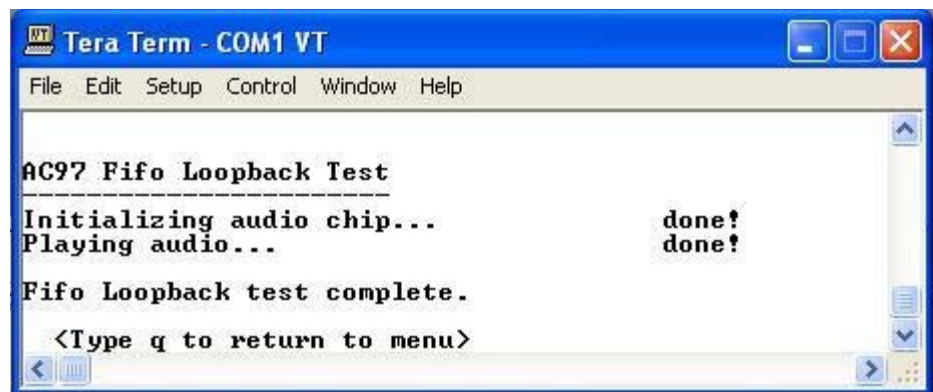 Tera Term - COM1 VT
File Edit Setup Control Window Help
AC97 Fifo Loopback Test
-----------------------
Initializing audio chip... done!
Playing audio... done!
Fifo Loopback test complete.
<Type q to return to menu>